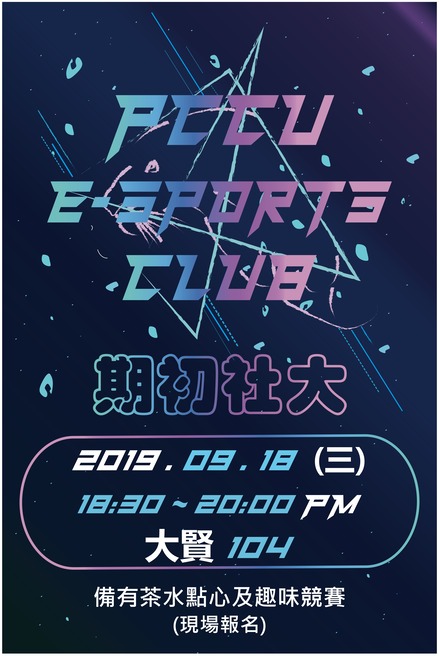 PCCU
E-SPORTS
CLUB
期初社大
2019.09.18 (三)
18:30 ~ 20:00 PM
大賢 104
備有茶水點心及趣味競賽
(現場報名)